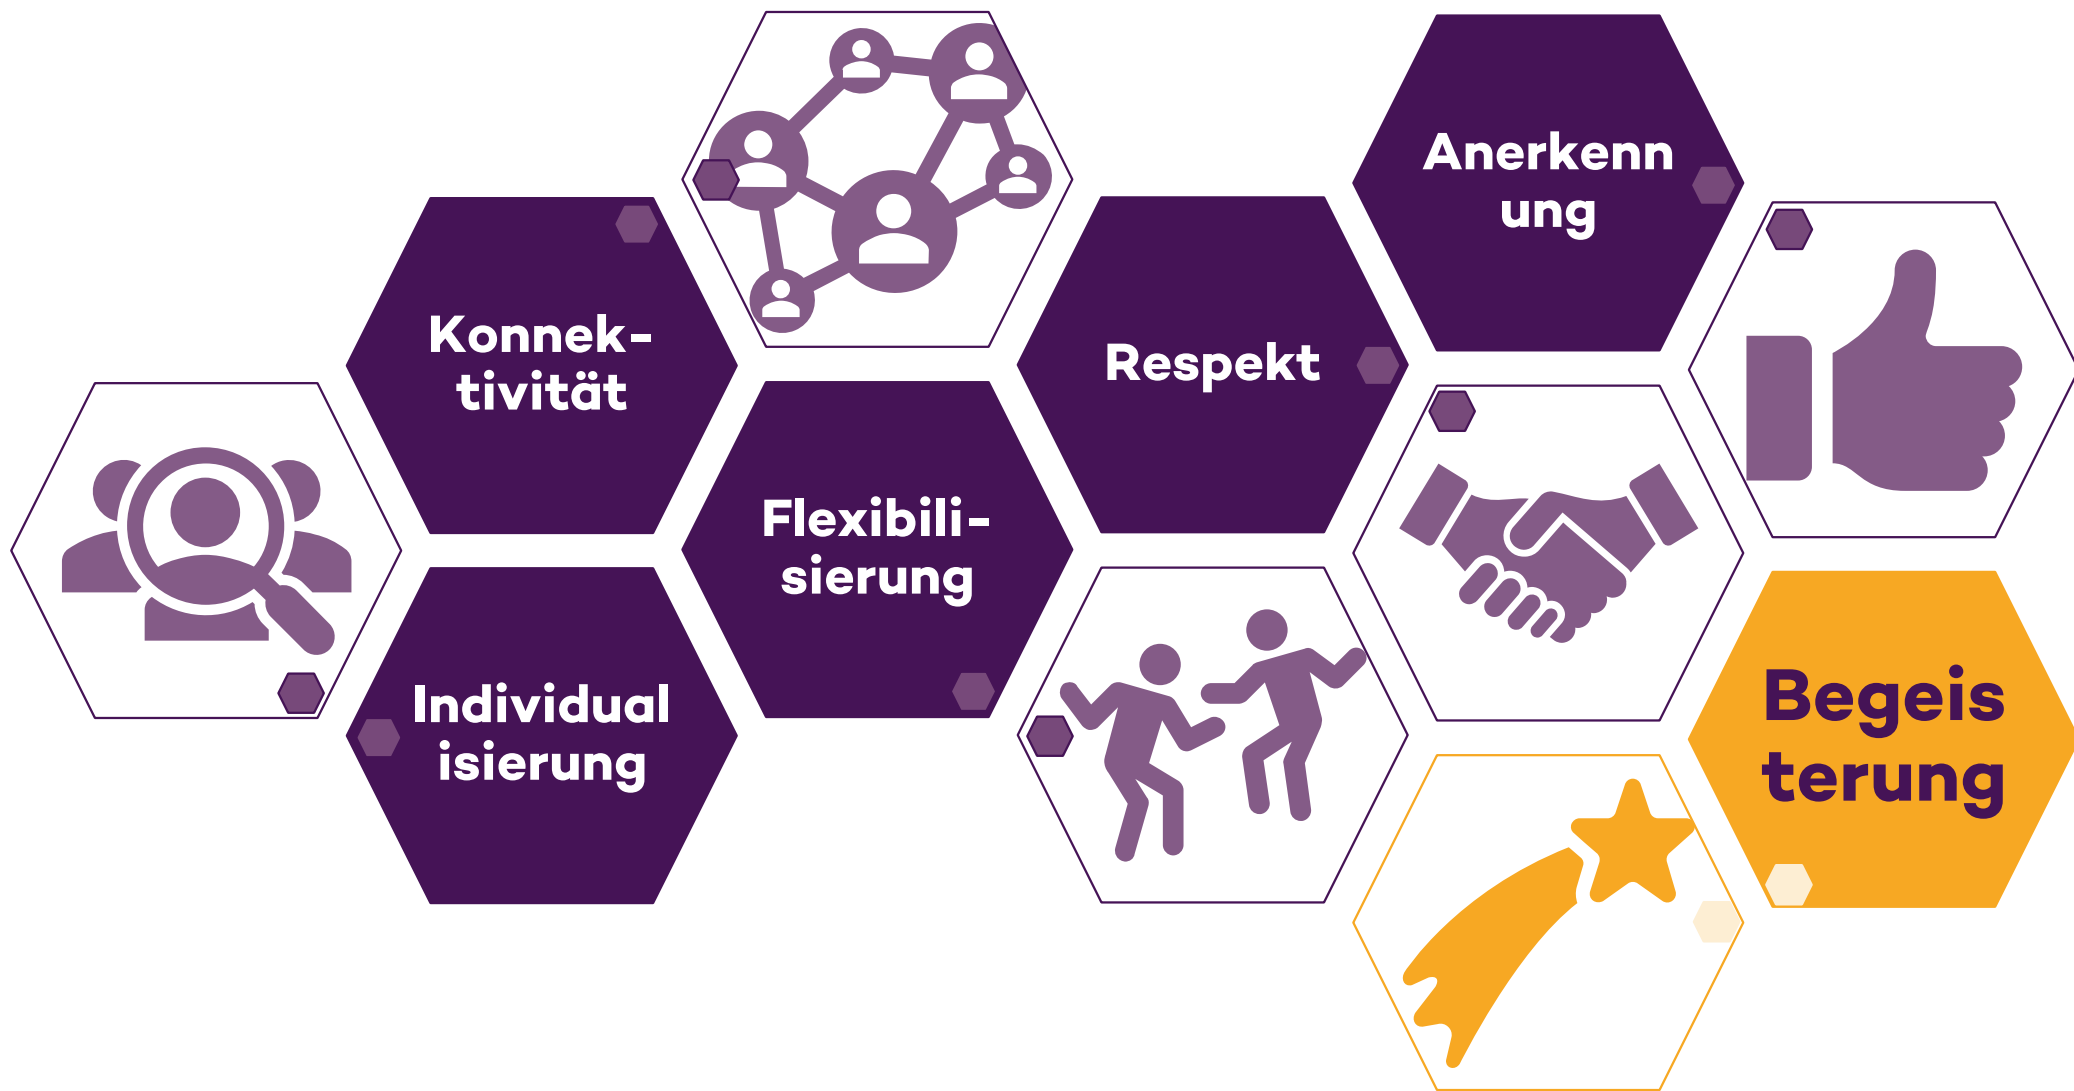 Konnek-
tivität
Individual
isierung
Flexibili-
sierung
Respekt
Anerkenn
ung
Begeis
terung